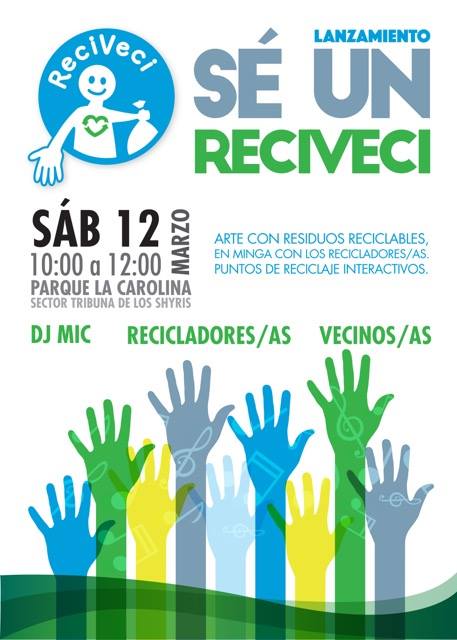 ReciVeci
LANZAMIENTO
SÉ UN
RECIVECI
SÁB 12
MARZO
10:00 a 12:00
PARQUE LA CAROLINA
SECTOR TRIBUNA DE LOS SHYRIS
ARTE CON RESIDUOS RECICLABLES,
EN MINGA CON LOS RECICLADORES/AS.
PUNTOS DE RECICLAJE INTERACTIVOS.
DJ MIC RECICLADORES/AS VECINOS/AS